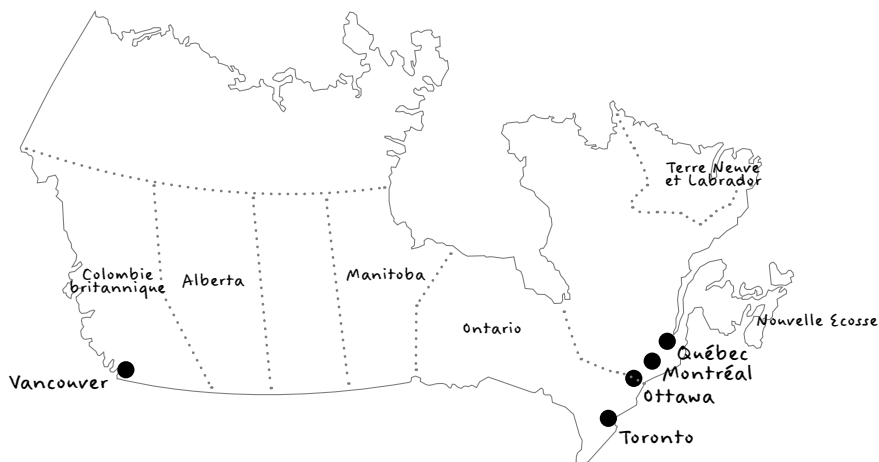 Terre Neuve
et Labrador
Colombie
britannique
Alberta
Manitoba
Ontario
Nouvelle Ecosse
Québec
Montréal
Vancouver
Ottawa
Toronto